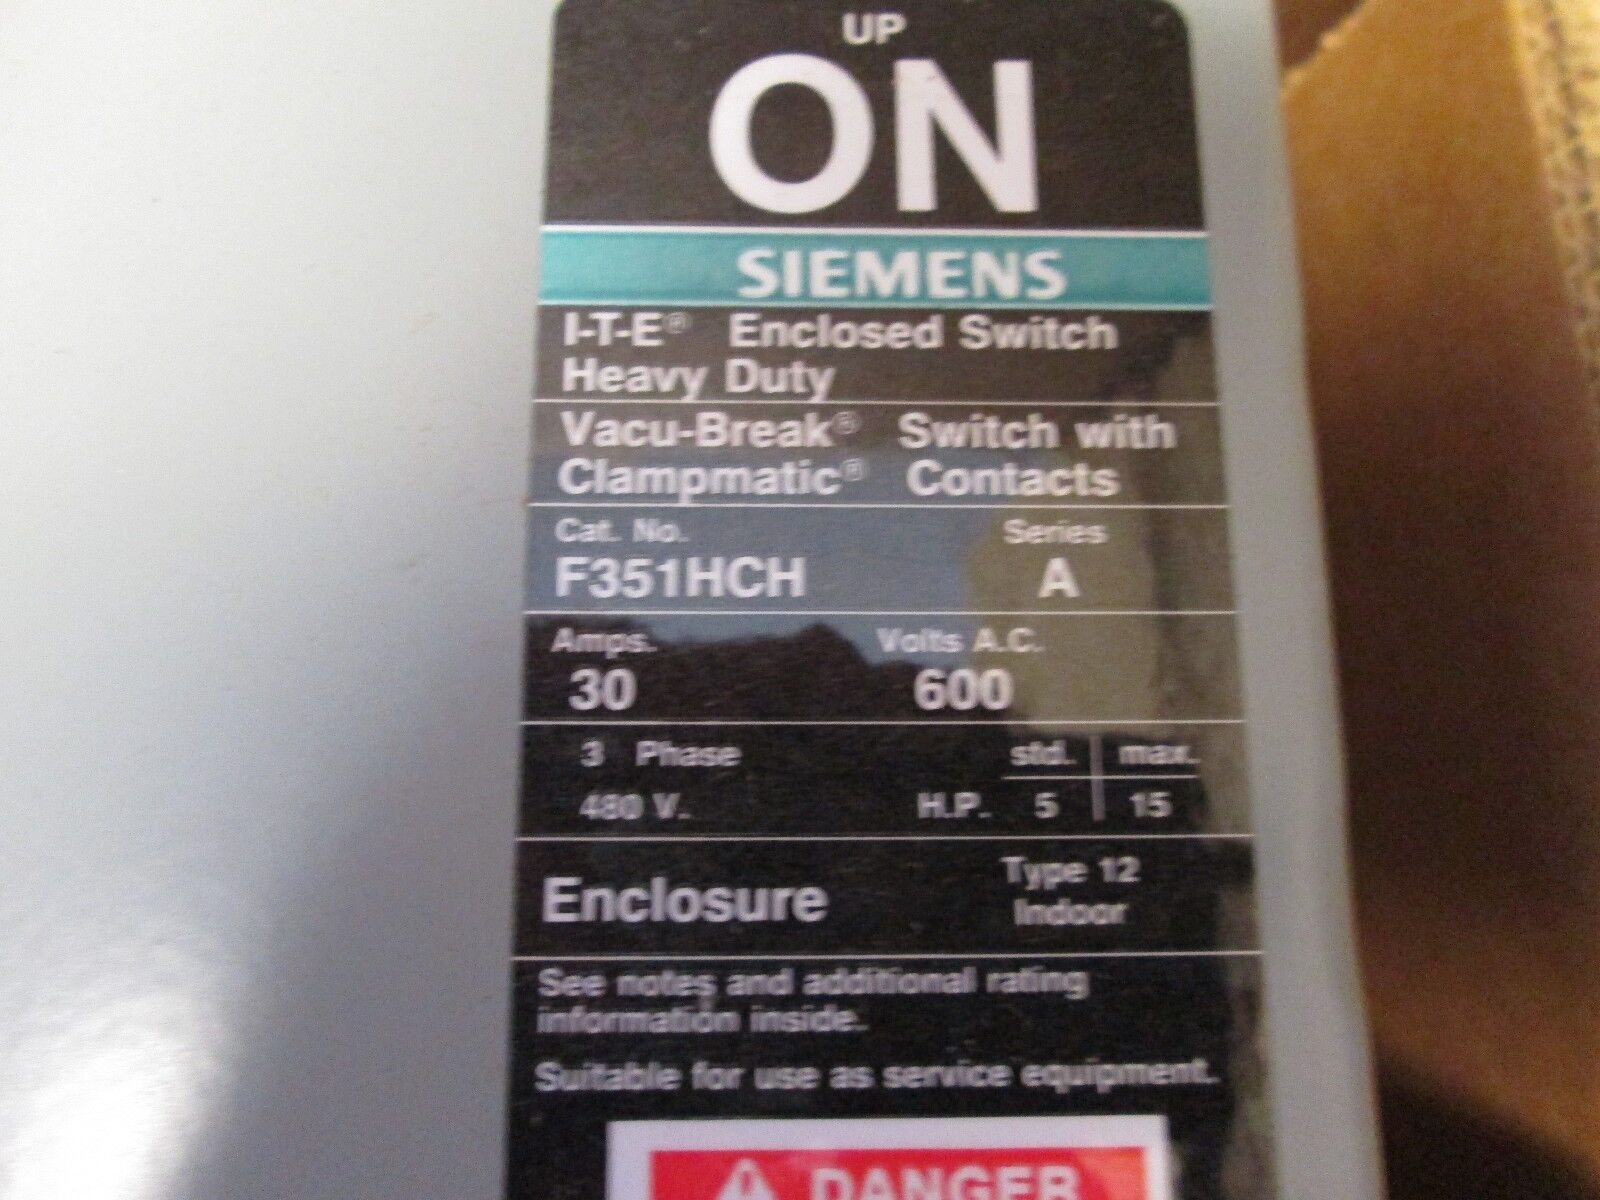 UP
ON
SIEMENS
I-T-E® Enclosed Switch
Heavy Duty
Vacu-Break® Switch with
Clampmatic® Contacts
Cat. No. Series
F351HCH A
Amps. Volts A.C.
30 600
3 Phase std. max.
480 V. H.P. 5 15
Enclosure Type 12
Indoor
See notes and additional rating
information inside.
Suitable for use as service equipment.
DANGER